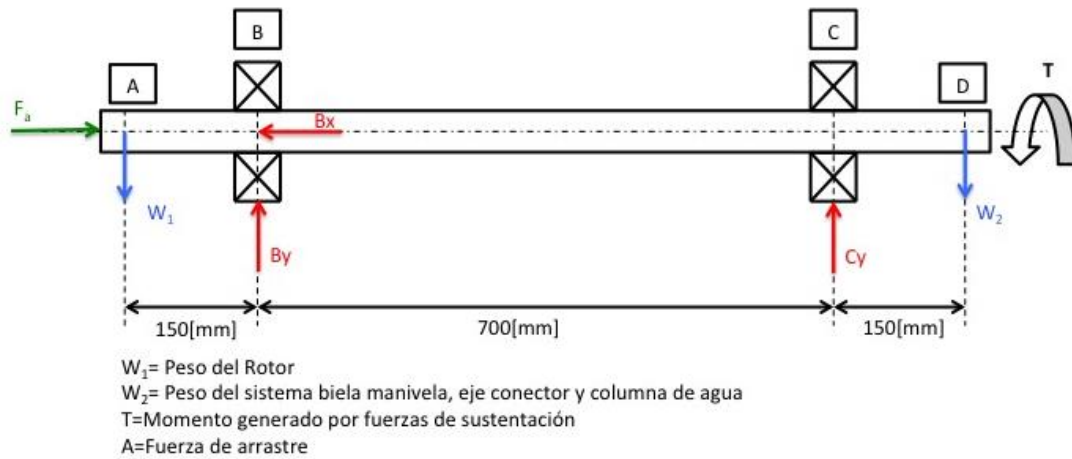 B
C
A
D
T
Fₐ
Bx
W₁
W₂
By
Cy
150[mm]
700[mm]
150[mm]
W₁= Peso del Rotor
W₂= Peso del sistema biela manivela, eje conector y columna de agua
T=Momento generado por fuerzas de sustentación
A=Fuerza de arrastre